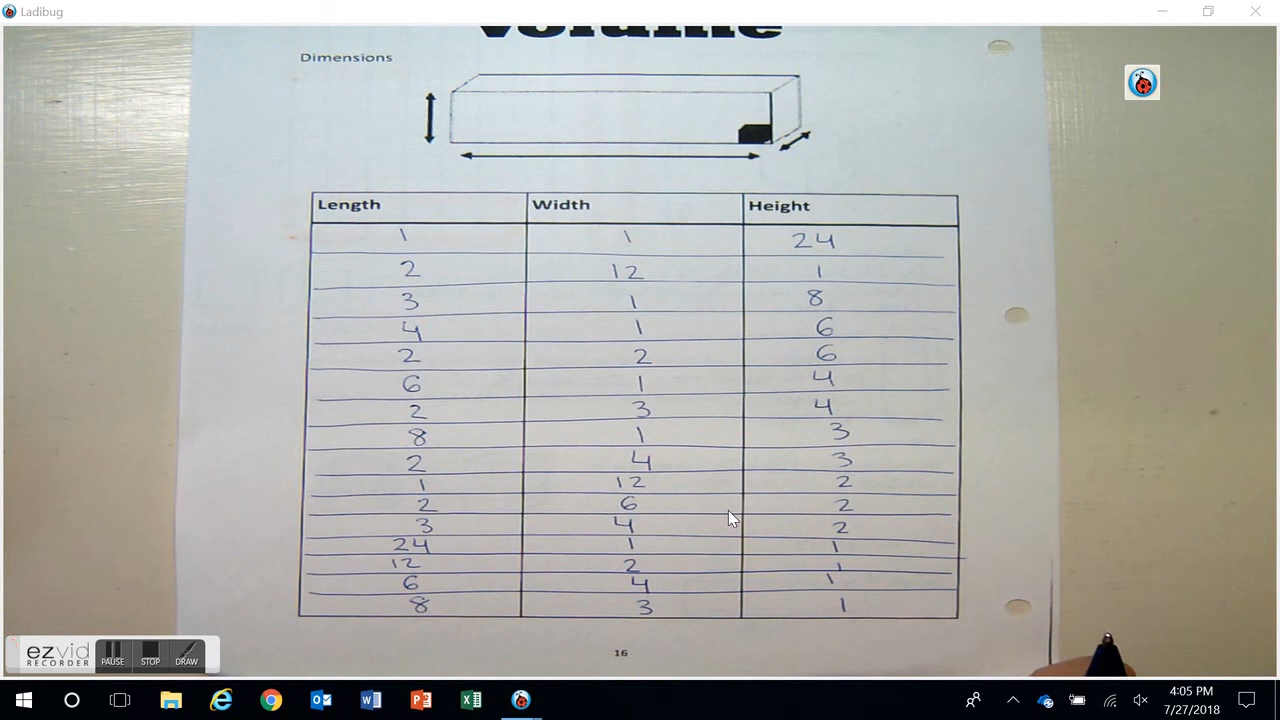 Ladibug
Volume
Dimensions
Length Width Height
1 1 24
2 12 1
3 1 8
4 1 6
2 2 6
6 1 4
2 3 4
8 1 3
2 4 3
1 12 2
2 6 2
3 4 2
24 1 1
12 2 1
6 4 1
8 3 1
16
ezvid
RECORDER
PAUSE STOP DRAW
4:05 PM
7/27/2018